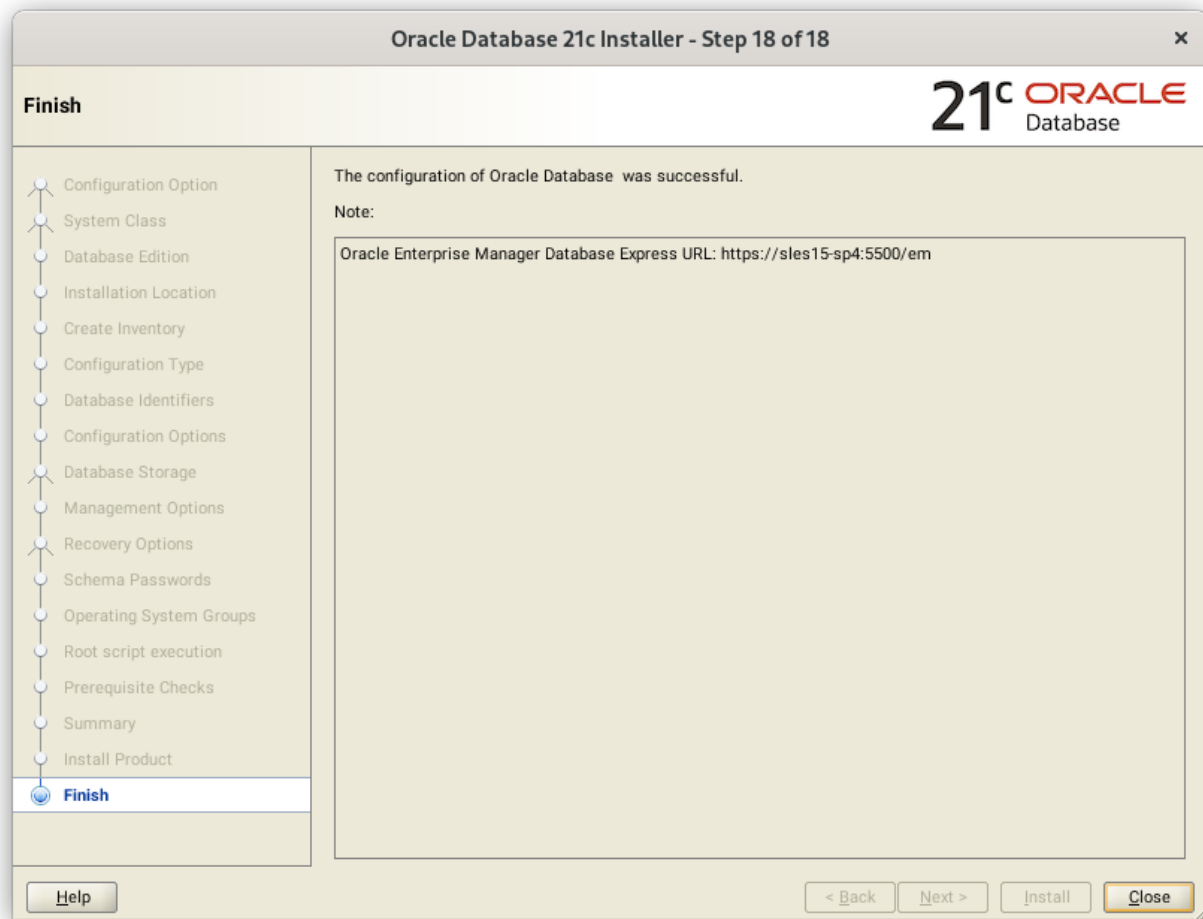 Oracle Database 21c Installer - Step 18 of 18
×
Finish
21c ORACLE
Database
Configuration Option
System Class
Database Edition
Installation Location
Create Inventory
Configuration Type
Database Identifiers
Configuration Options
Database Storage
Management Options
Recovery Options
Schema Passwords
Operating System Groups
Root script execution
Prerequisite Checks
Summary
Install Product
Finish
The configuration of Oracle Database  was successful.
Note:
Oracle Enterprise Manager Database Express URL: https://sles15-sp4:5500/em
Help
< Back
Next >
Install
Close